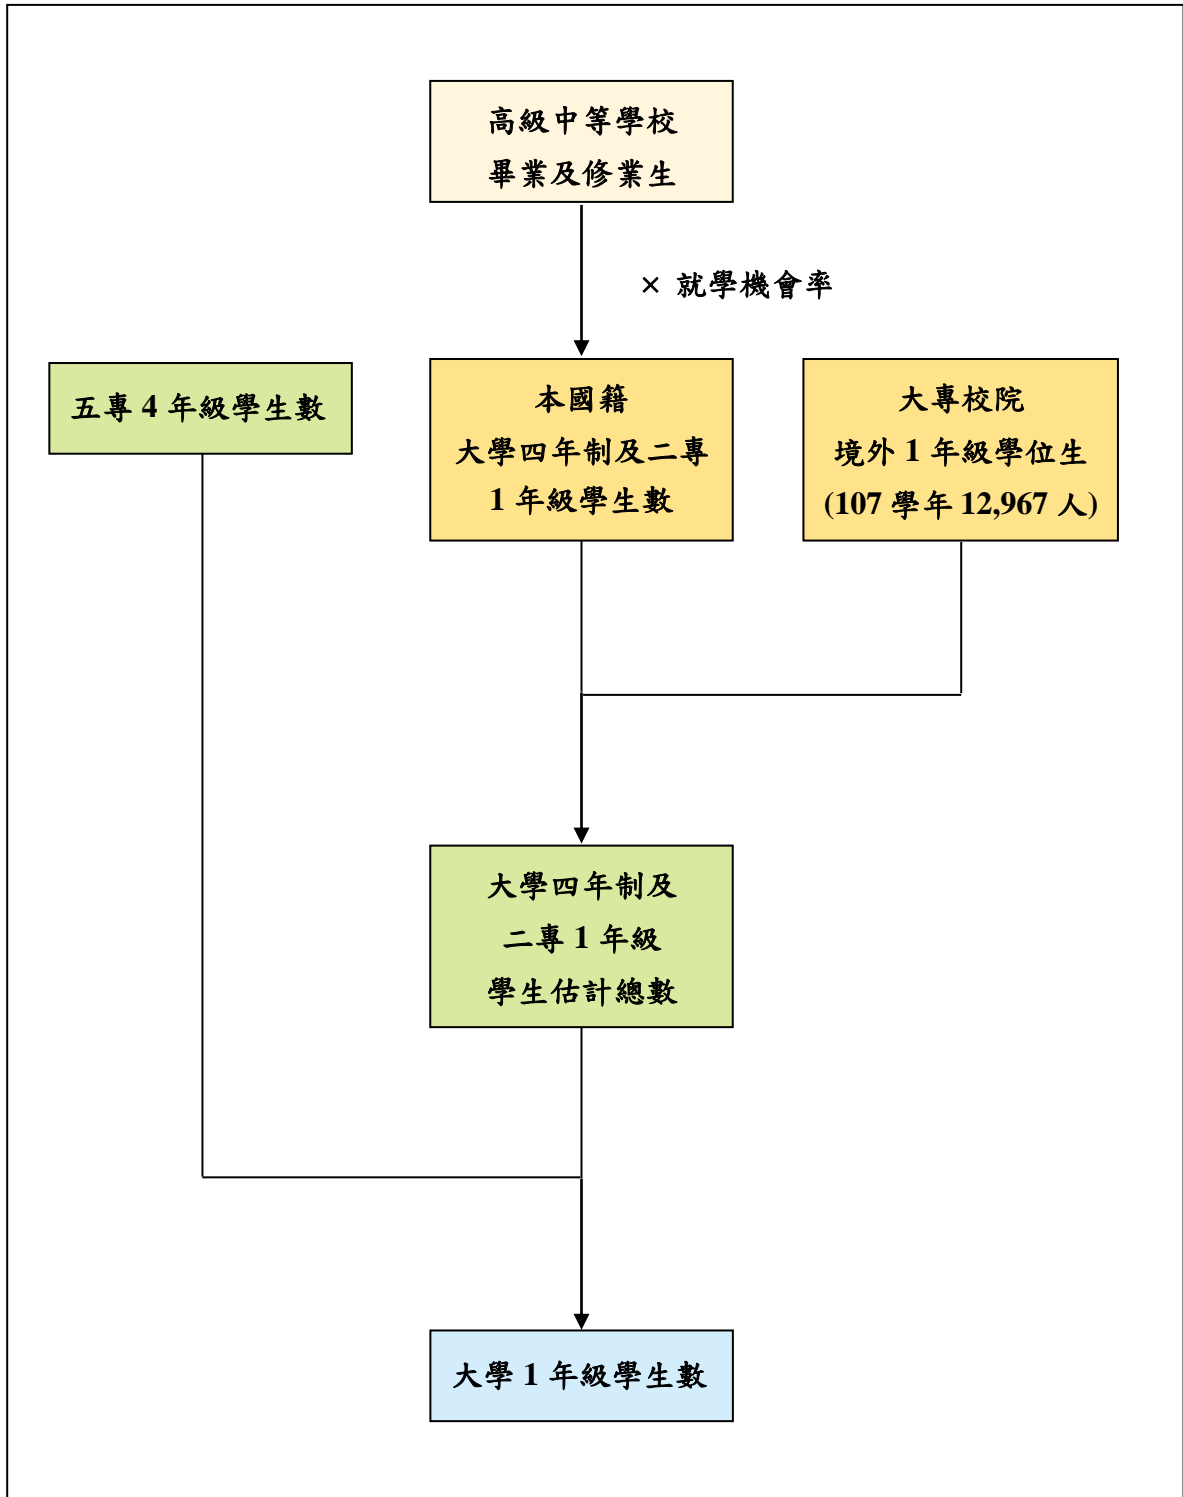 高級中等學校
畢業及修業生
× 就學機會率
五專 4 年級學生數
本國籍
大學四年制及二專
1 年級學生數
大專校院
境外 1 年級學位生
(107 學年 12,967 人)
大學四年制及
二專 1 年級
學生估計總數
大學 1 年級學生數